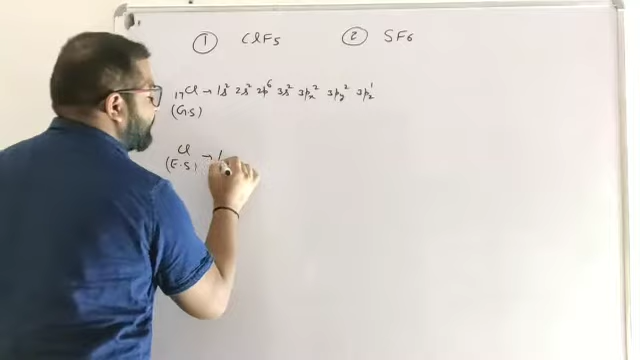 ① ClF5 ② SF6
17Cl → 1s² 2s² 2p⁶ 3s² 3px² 3py² 3pz¹
(G.S)
Cl → 1
(E.S)